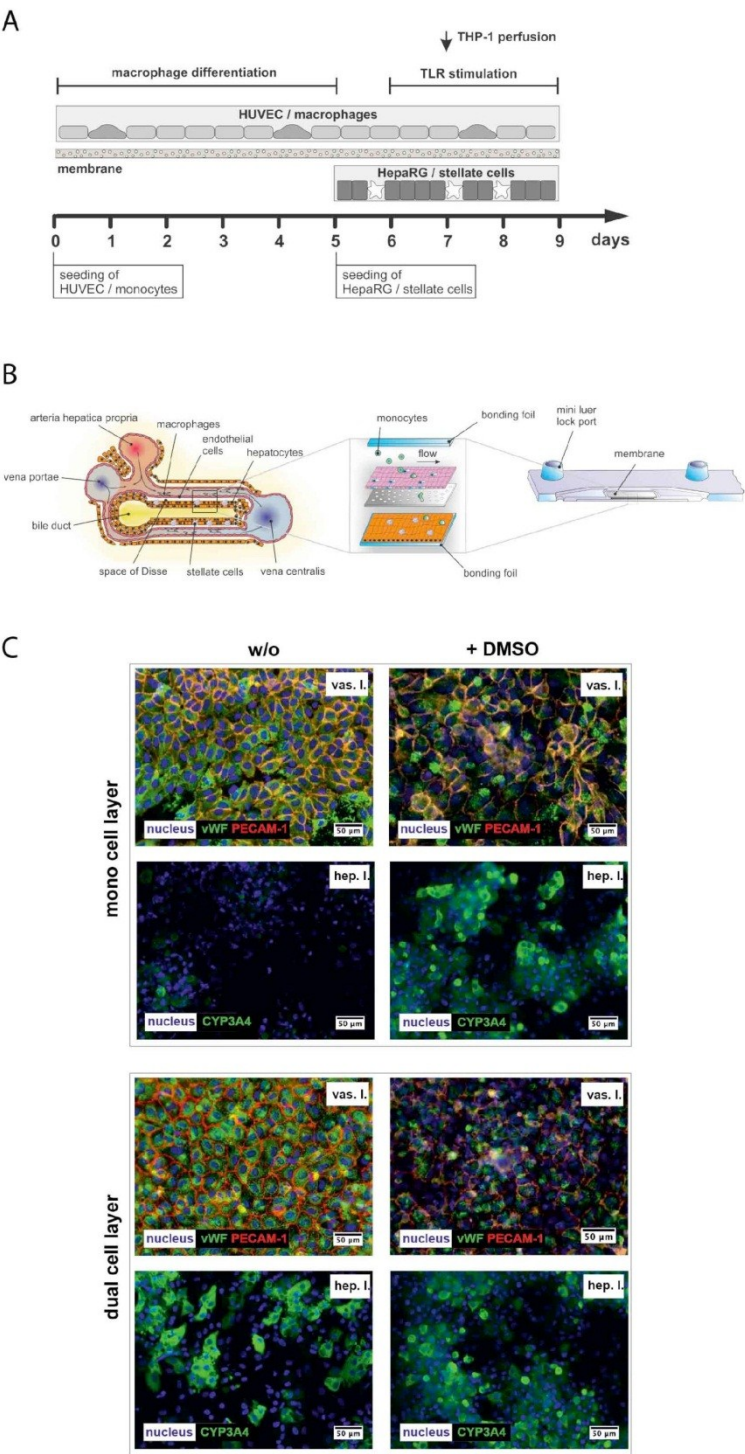 A
THP-1 perfusion
macrophage differentiation
TLR stimulation
HUVEC / macrophages
membrane
HepaRG / stellate cells
0 1 2 3 4 5 6 7 8 9 days
seeding of
HUVEC / monocytes
seeding of
HepaRG / stellate cells
B
arteria hepatica propria
macrophages
endothelial
cells
hepatocytes
vena portae
bile duct
space of Disse
stellate cells
vena centralis
monocytes
bonding foil
flow
bonding foil
mini luer
lock port
membrane
C
w/o
+ DMSO
mono cell layer
vas. l.
nucleus vWF PECAM-1
50 µm
vas. l.
nucleus vWF PECAM-1
50 µm
hep. l.
nucleus CYP3A4
50 µm
hep. l.
nucleus CYP3A4
50 µm
dual cell layer
vas. l.
nucleus vWF PECAM-1
50 µm
vas. l.
nucleus vWF PECAM-1
50 µm
hep. l.
nucleus CYP3A4
50 µm
hep. l.
nucleus CYP3A4
50 µm